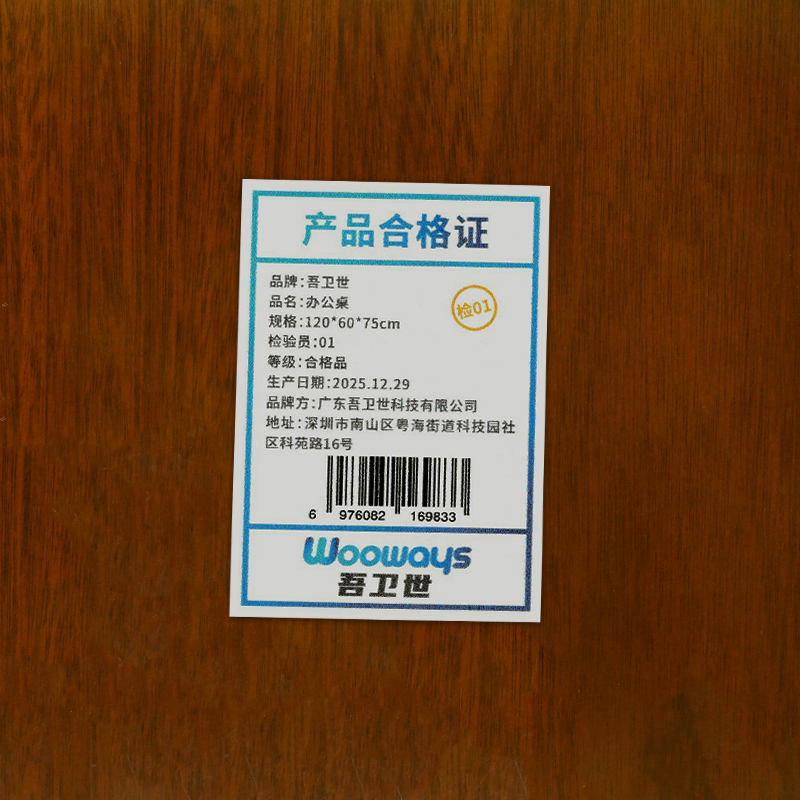 产品合格证
品牌:吾卫世
品名:办公桌
规格:120*60*75cm
检01
检验员:01
等级:合格品
生产日期:2025.12.29
品牌方:广东吾卫世科技有限公司
地址:深圳市南山区粤海街道科技园社
区科苑路16号
6 976082 169833
Wooways
吾卫世